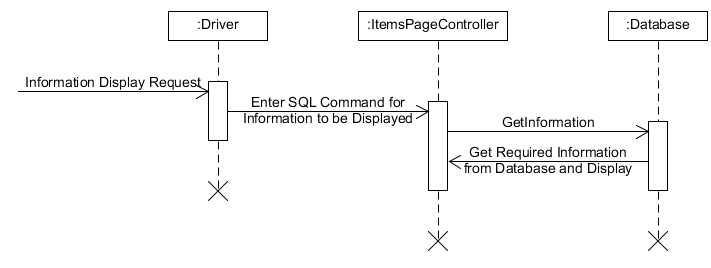 :Driver
:ItemsPageController
:Database
Information Display Request
Enter SQL Command for
Information to be Displayed
GetInformation
Get Required Information
from Database and Display